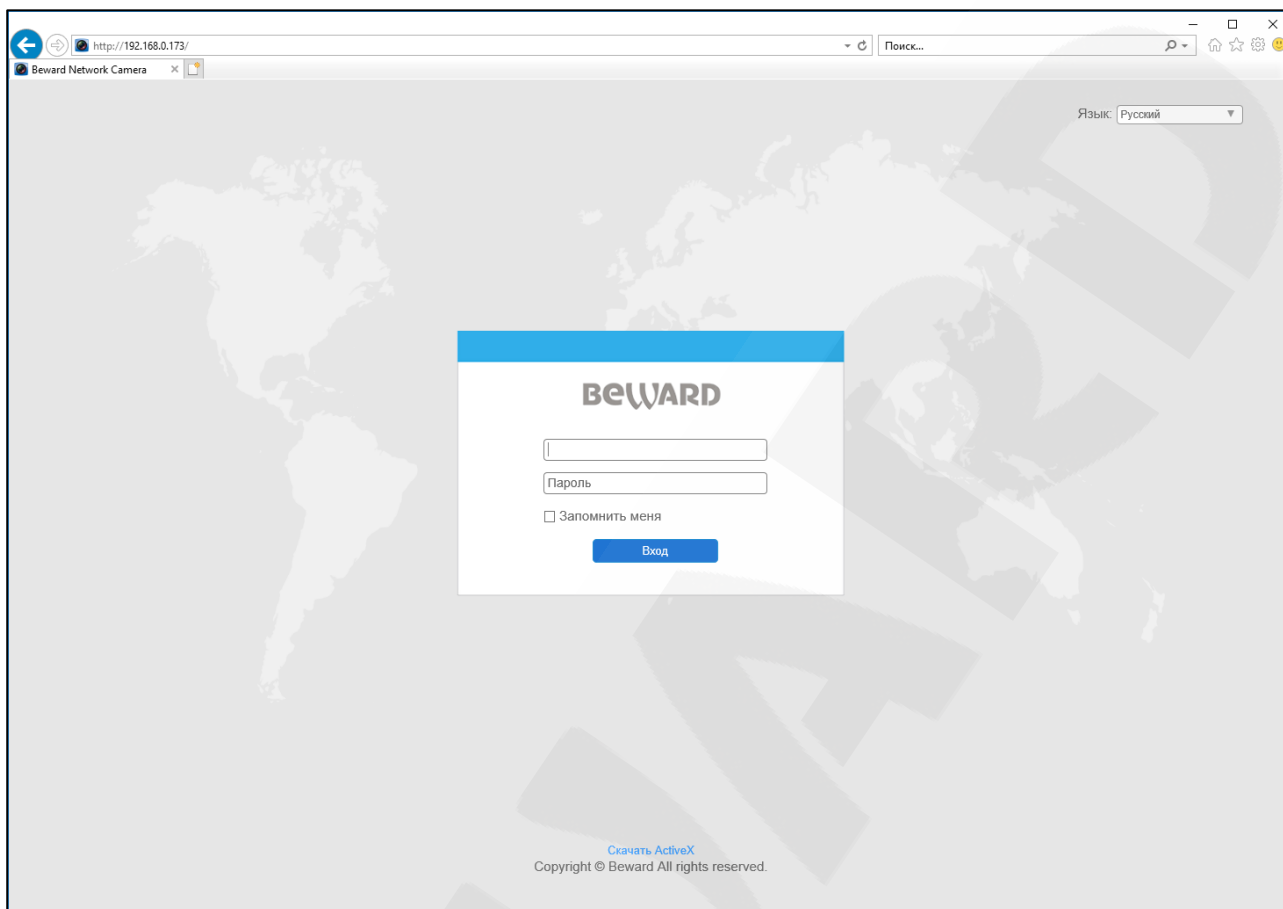 http://192.168.0.173/
Поиск...
Beward Network Camera
Язык: Русский
BEWARD
Пароль
Запомнить меня
Вход
Скачать ActiveX
Copyright © Beward All rights reserved.